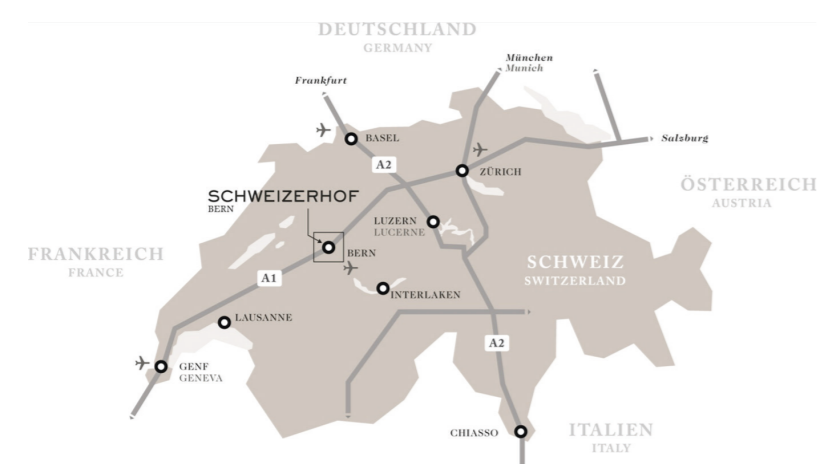 DEUTSCHLAND
GERMANY
München
Munich
Frankfurt
BASEL
Salzburg
A2
ZÜRICH
ÖSTERREICH
AUSTRIA
SCHWEIZERHOF
BERN
LUZERN
LUCERNE
FRANKREICH
FRANCE
BERN
SCHWEIZ
SWITZERLAND
A1
INTERLAKEN
LAUSANNE
A2
GENF
GENEVA
CHIASSO
ITALIEN
ITALY